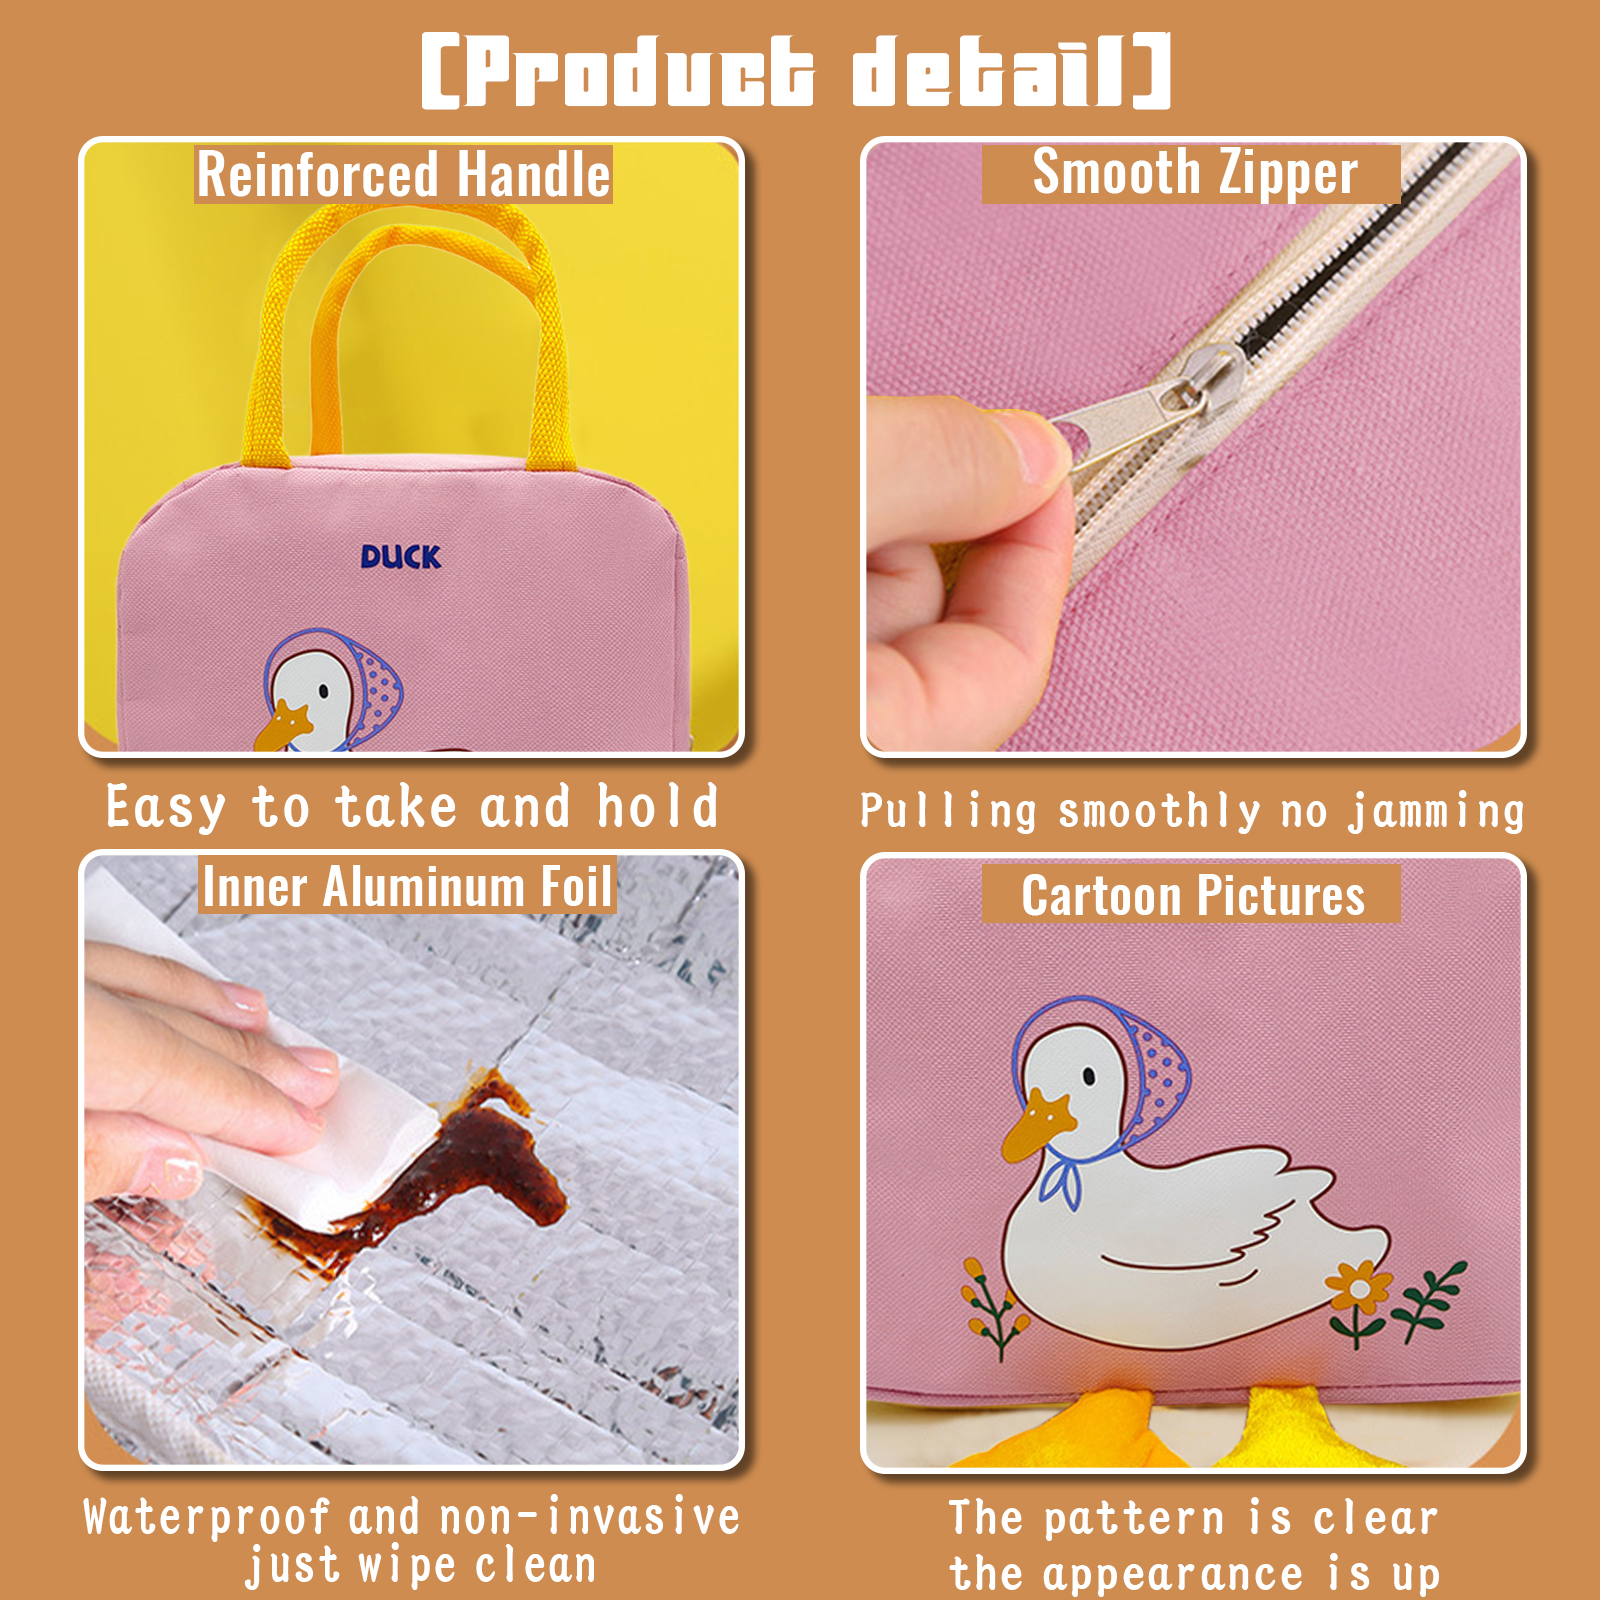 [Product detail]
Reinforced Handle
Smooth Zipper
DUCK
Easy to take and hold
Pulling smoothly no jamming
Inner Aluminum Foil
Cartoon Pictures
Waterproof and non-invasive
just wipe clean
The pattern is clear
the appearance is up